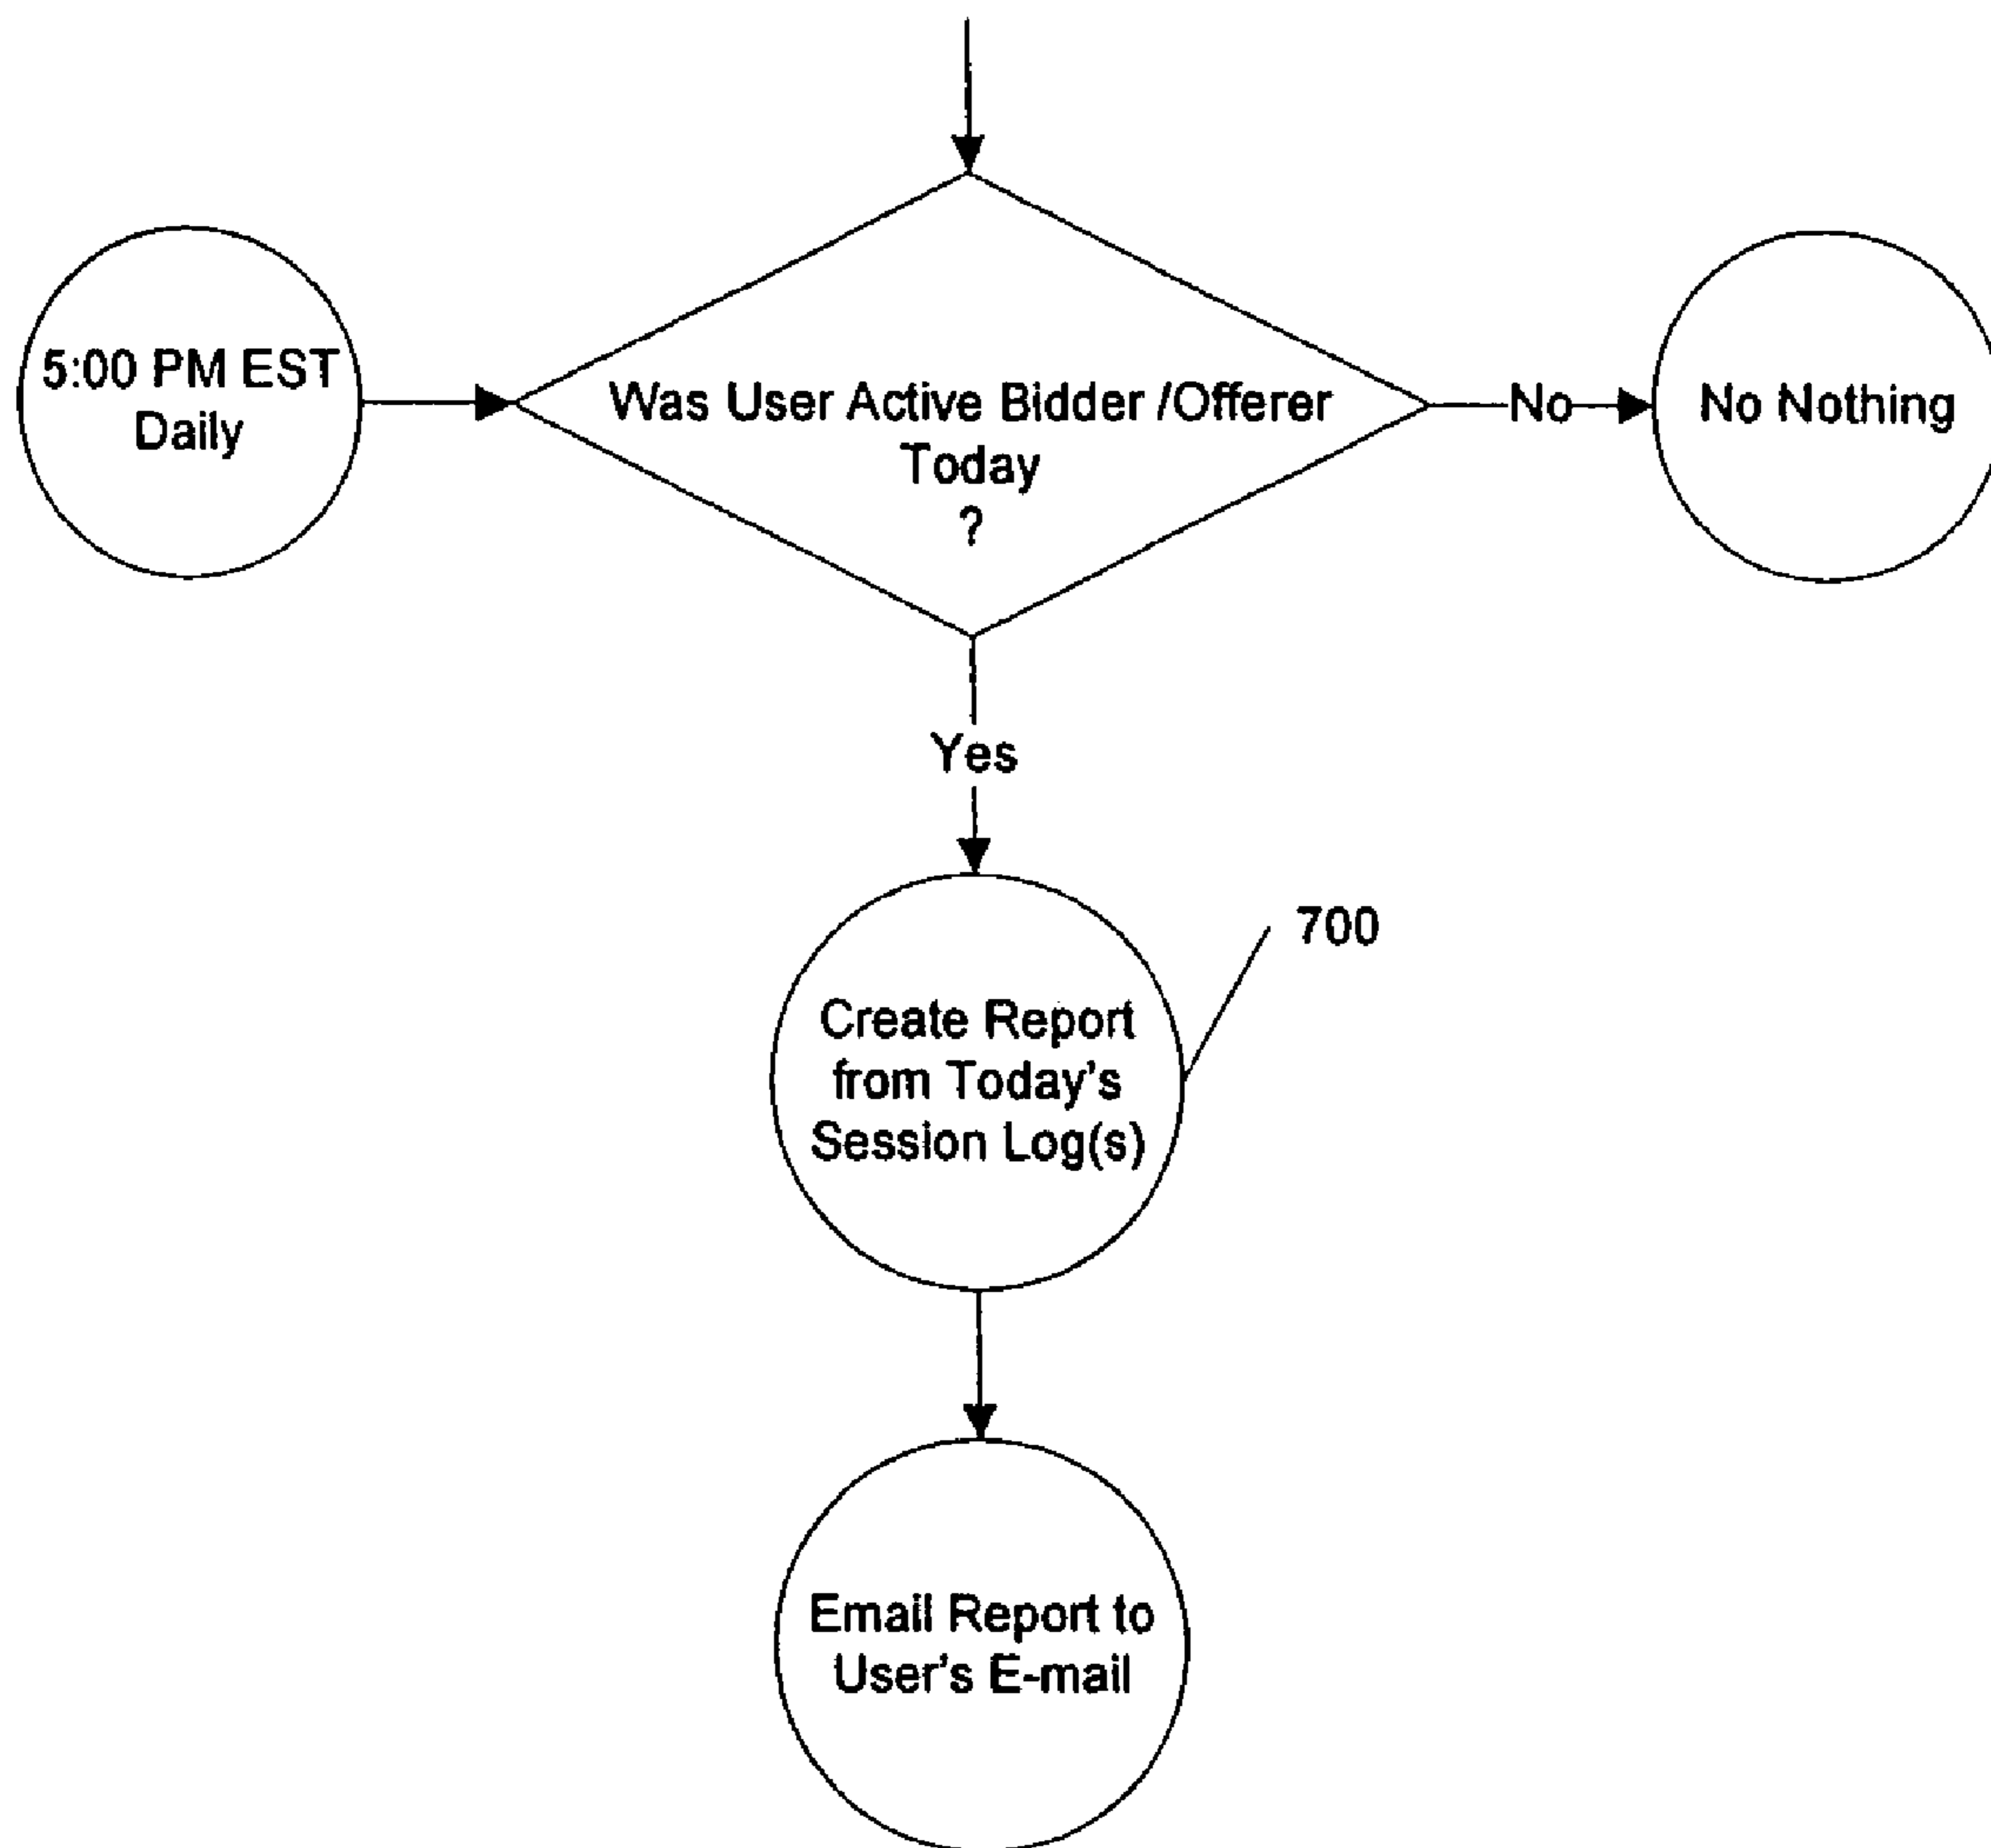 5:00 PM EST
Daily
Was User Active Bidder /Offerer
Today
?
No
No Nothing
Yes
700
Create Report
from Today's
Session Log(s)
Email Report to
User's E-mail